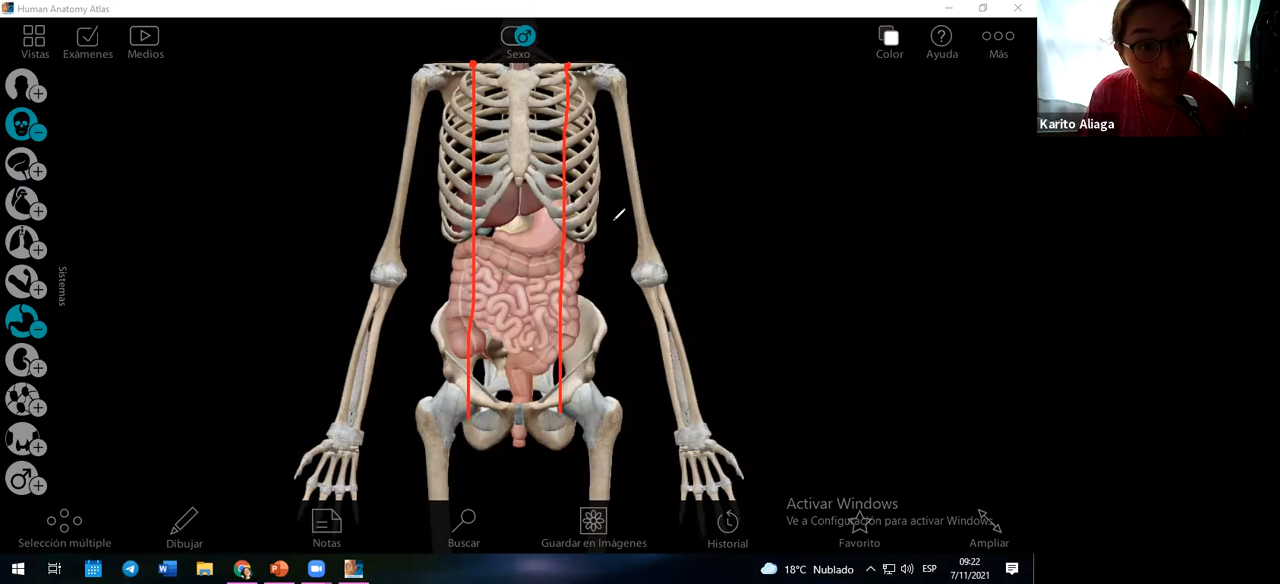 Human Anatomy Atlas
Vistas
Exámenes
Medios
Sexo
Color
Ayuda
Más
Karito Aliaga
Sistemas
Activar Windows
Ve a Configuración para activar Windows.
Selección múltiple
Dibujar
Notas
Buscar
Guardar en Imágenes
Historial
Favorito
Ampliar
18°C Nublado
ESP
09:22
7/11/2021